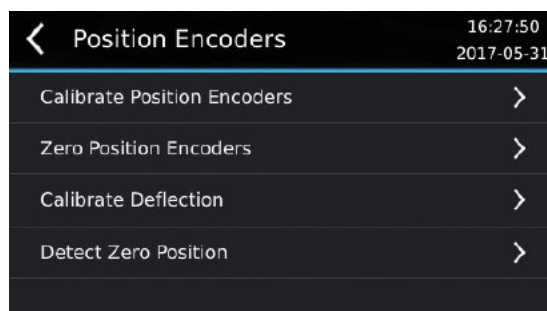 Position Encoders
16:27:50
2017-05-31
Calibrate Position Encoders
Zero Position Encoders
Calibrate Deflection
Detect Zero Position